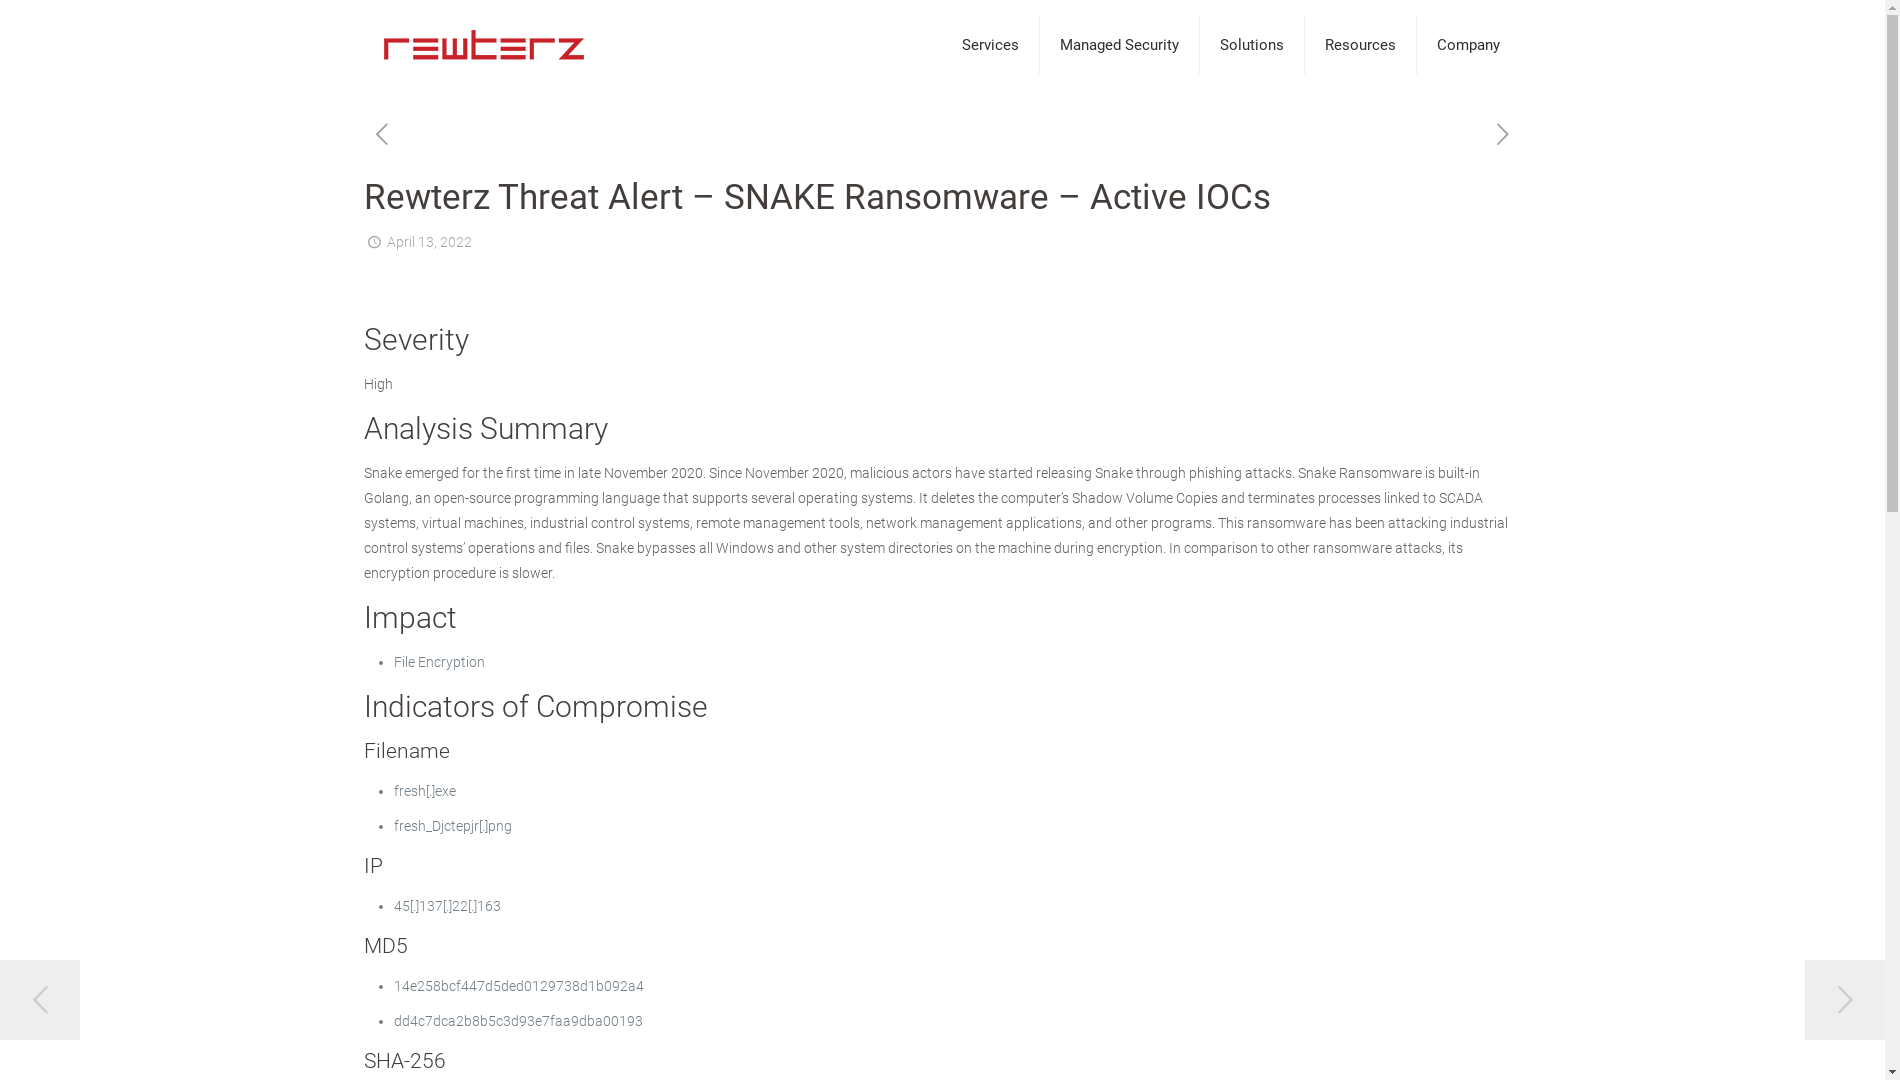 rewterz
Services
Managed Security
Solutions
Resources
Company
Rewterz Threat Alert – SNAKE Ransomware – Active IOCs
April 13, 2022
Severity
High
Analysis Summary
Snake emerged for the first time in late November 2020. Since November 2020, malicious actors have started releasing Snake through phishing attacks. Snake Ransomware is built-in
Golang, an open-source programming language that supports several operating systems. It deletes the computer’s Shadow Volume Copies and terminates processes linked to SCADA
systems, virtual machines, industrial control systems, remote management tools, network management applications, and other programs. This ransomware has been attacking industrial
control systems’ operations and files. Snake bypasses all Windows and other system directories on the machine during encryption. In comparison to other ransomware attacks, its
encryption procedure is slower.
Impact
• File Encryption
Indicators of Compromise
Filename
• fresh[.]exe
• fresh_Djctepjr[.]png
IP
• 45[.]137[.]22[.]163
MD5
• 14e258bcf447d5ded0129738d1b092a4
• dd4c7dca2b8b5c3d93e7faa9dba00193
SHA-256